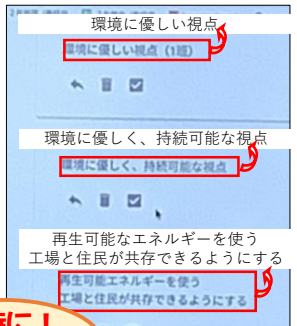 環境に優しい視点
環境に優しい視点（1班）
環境に優しく、持続可能な視点
環境に優しく、持続可能な視点
再生可能なエネルギーを使う
工場と住民が共存できるようにする
再生可能エネルギーを使う
工場と住民が共存できるようにする
に！